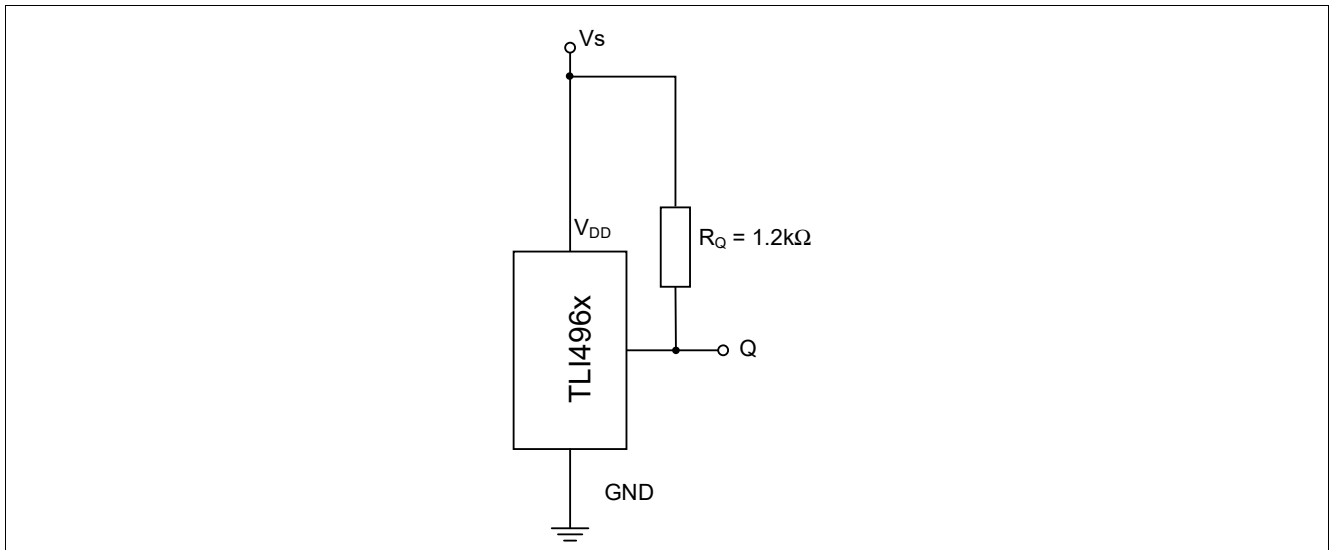 Vs
VDD
RQ = 1.2kΩ
TLI496x
Q
GND